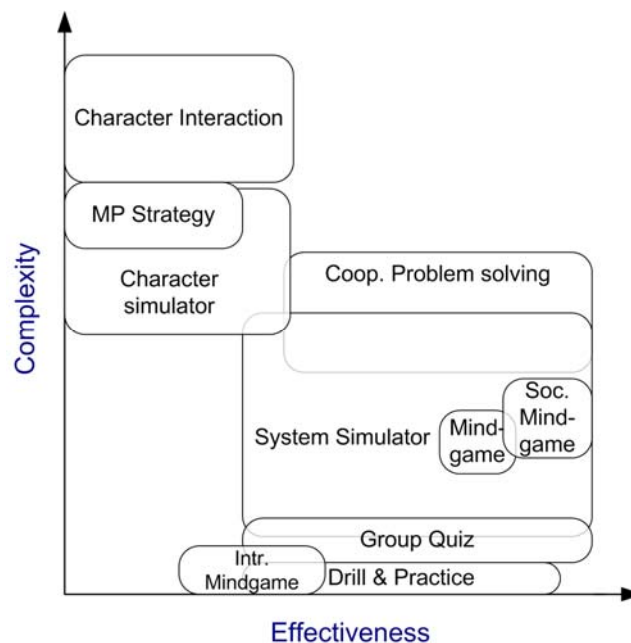 Character Interaction
MP Strategy
Character
simulator
Coop. Problem solving
Complexity
System Simulator
Mind-
game
Soc.
Mind-
game
Group Quiz
Intr.
Mindgame
Drill & Practice
Effectiveness